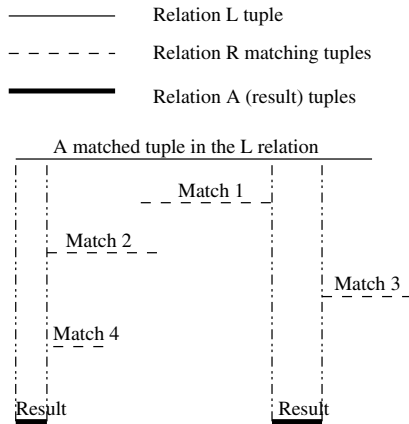 Relation L tuple
Relation R matching tuples
Relation A (result) tuples
A matched tuple in the L relation
Match 1
Match 2
Match 3
Match 4
Result Result